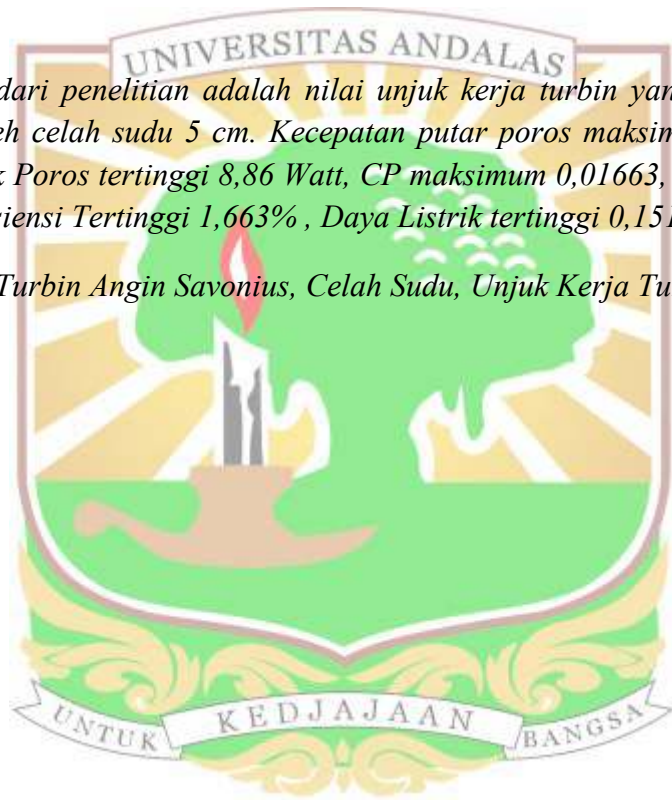 UNIVERSITAS ANDALAS
dari penelitian adalah nilai unjuk kerja turbin yan
eh celah sudu 5 cm. Kecepatan putar poros maksim
k Poros tertinggi 8,86 Watt, CP maksimum 0,01663,
siensi Tertinggi 1,663% , Daya Listrik tertinggi 0,151
Turbin Angin Savonius, Celah Sudu, Unjuk Kerja Tu
UNTUK KEDJAJAAN BANGSA